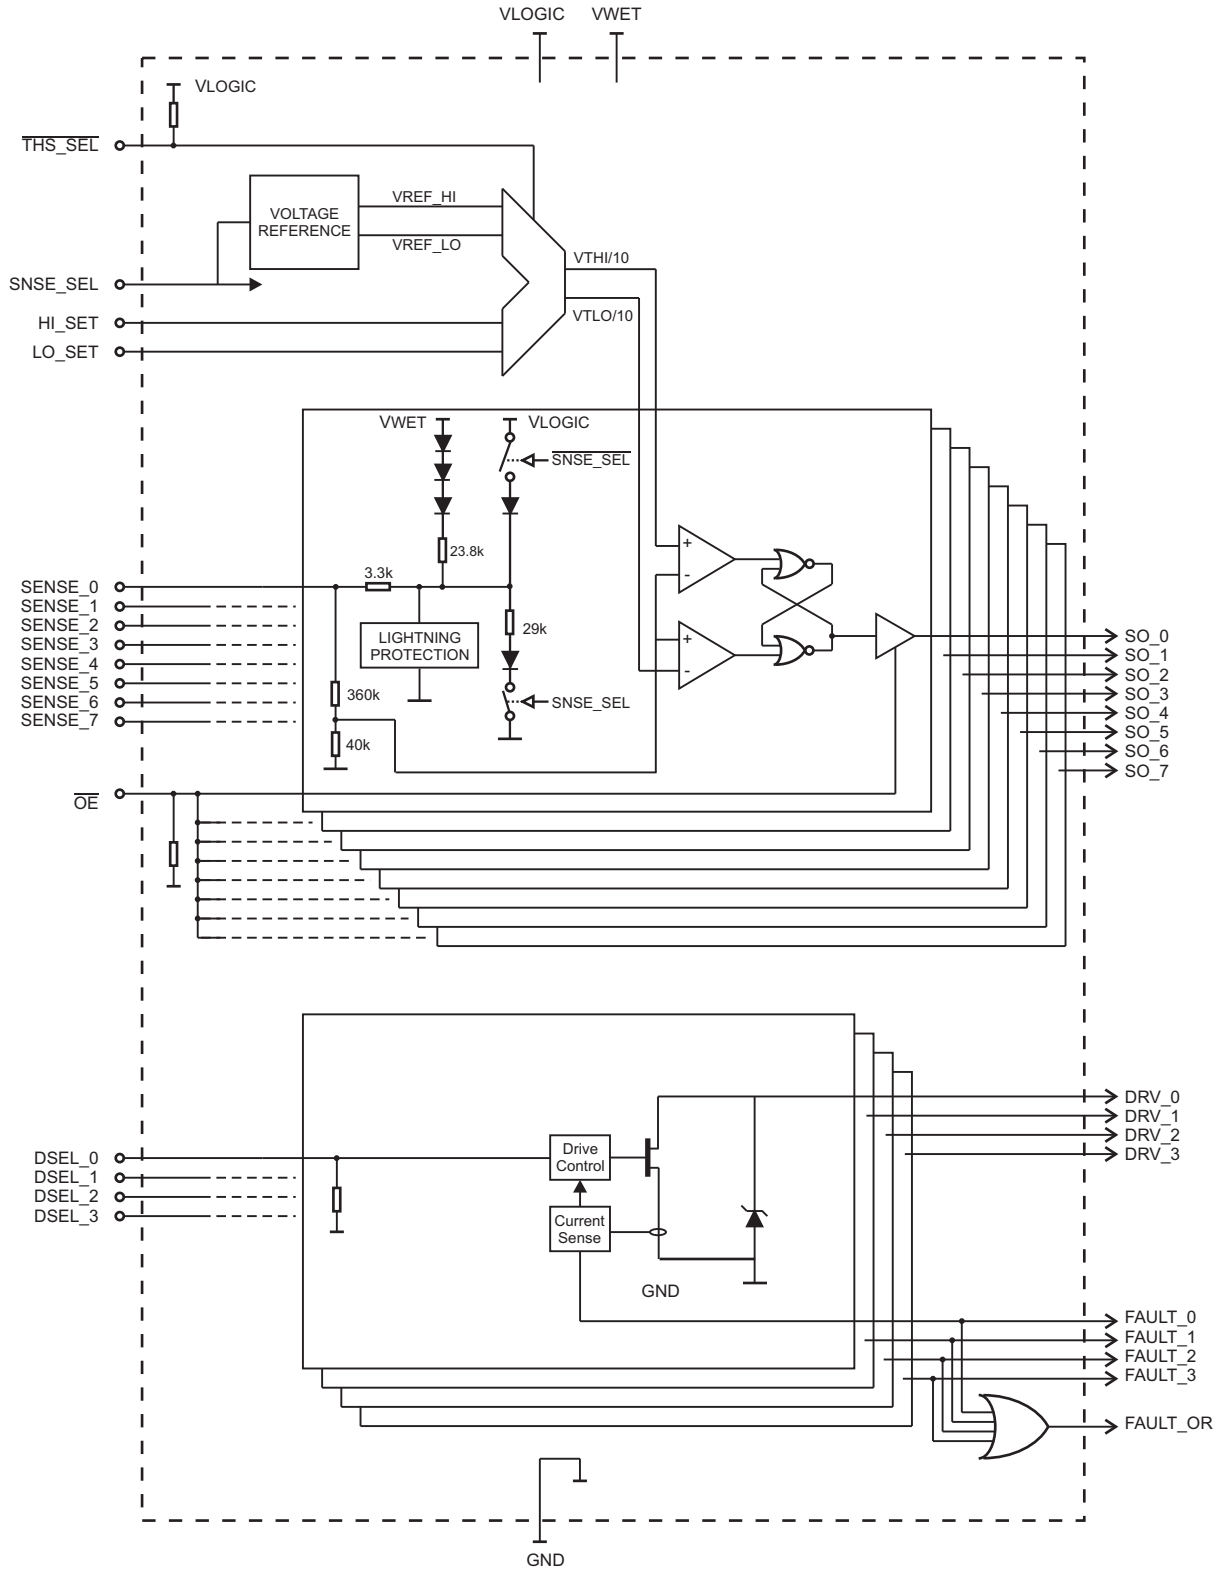 VLOGIC VWET
VLOGIC
THS_SEL
VOLTAGE
REFERENCE
VREF_HI
VREF_LO
VTHI/10
SNSE_SEL
HI_SET
VTLO/10
LO_SET
VWET
VLOGIC
SNSE_SEL
23.8k
3.3k
SENSE_0
SENSE_1
SENSE_2
SENSE_3
SENSE_4
SENSE_5
SENSE_6
SENSE_7
LIGHTNING
PROTECTION
29k
360k
SNSE_SEL
40k
+
-
+
-
SO_0
SO_1
SO_2
SO_3
SO_4
SO_5
SO_6
SO_7
OE
DRV_0
DRV_1
DRV_2
DRV_3
DSEL_0
DSEL_1
DSEL_2
DSEL_3
Drive
Control
Current
Sense
GND
FAULT_0
FAULT_1
FAULT_2
FAULT_3
FAULT_OR
GND